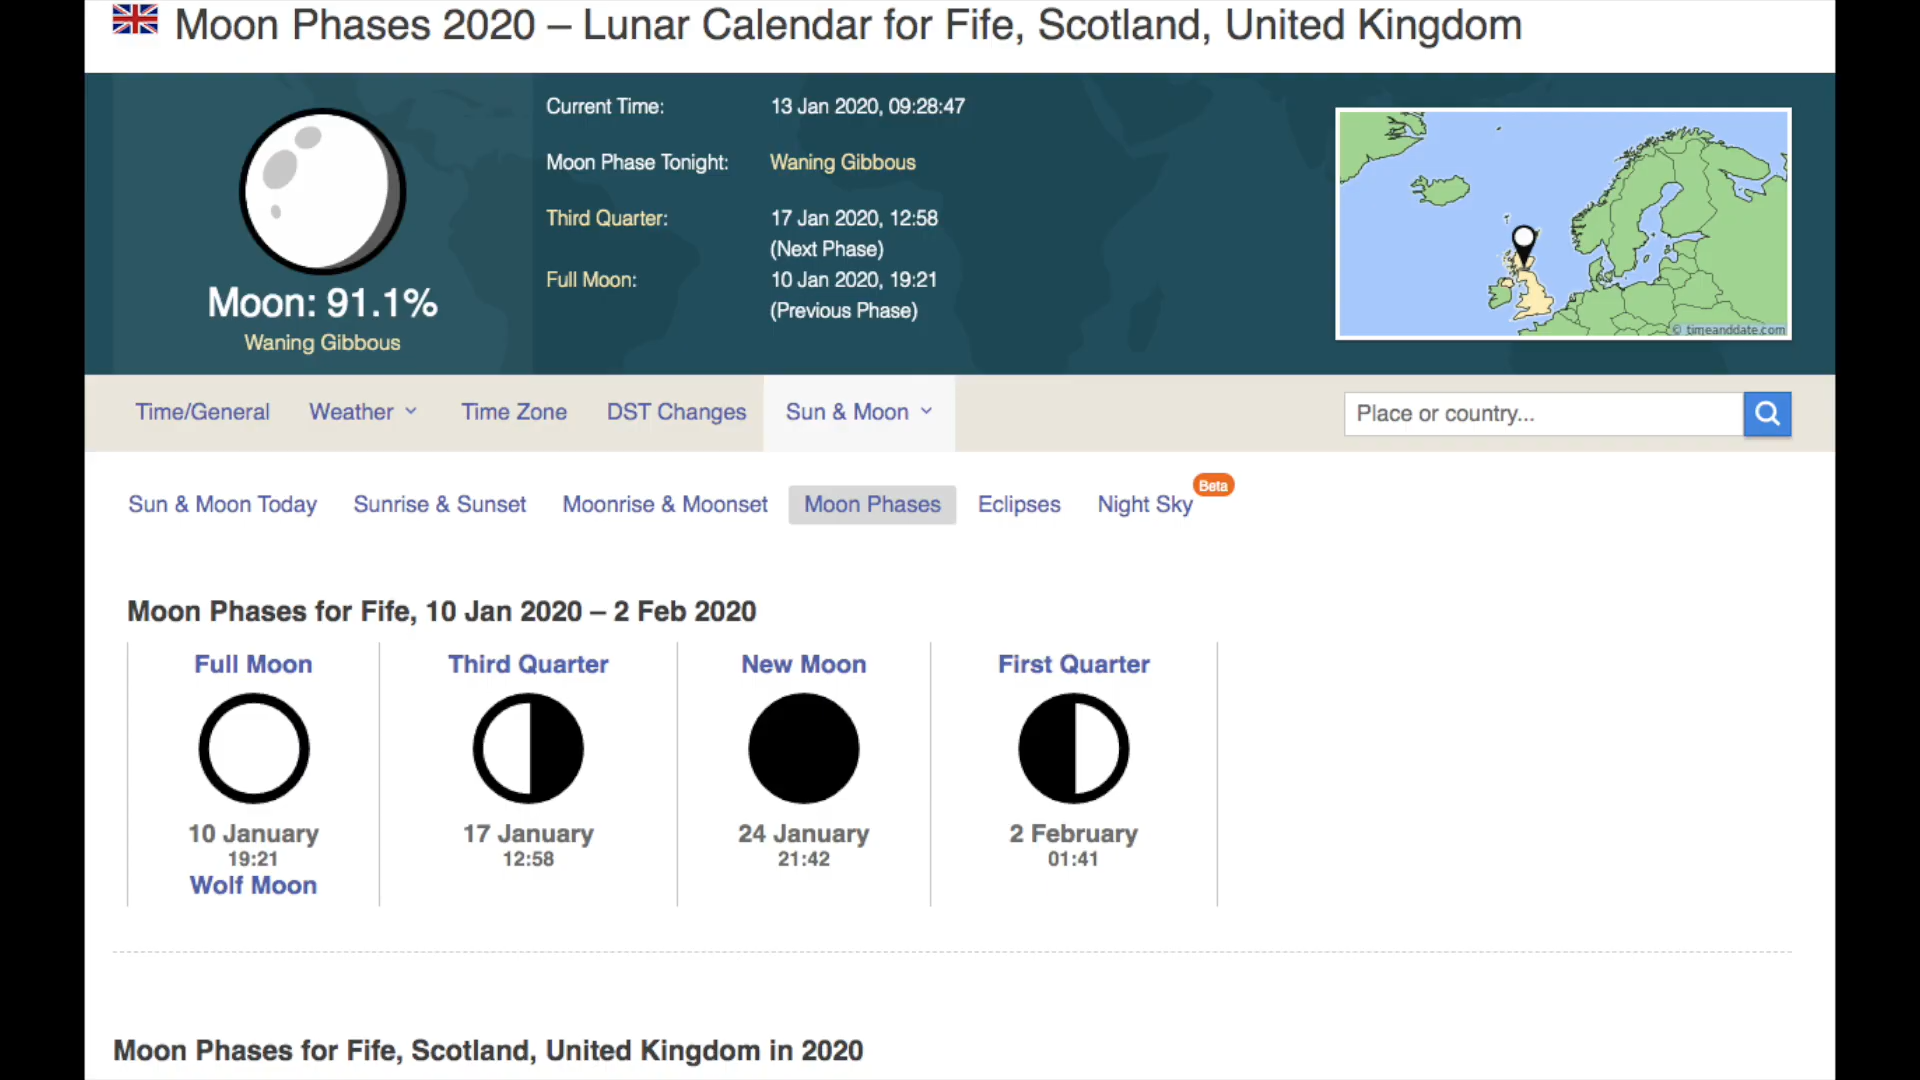 Moon Phases 2020 – Lunar Calendar for Fife, Scotland, United Kingdom
Moon: 91.1%
Waning Gibbous
Current Time: 13 Jan 2020, 09:28:47
Moon Phase Tonight: Waning Gibbous
Third Quarter: 17 Jan 2020, 12:58
(Next Phase)
Full Moon: 10 Jan 2020, 19:21
(Previous Phase)
© timeanddate.com
Time/General Weather Time Zone DST Changes Sun & Moon
Place or country...
Sun & Moon Today Sunrise & Sunset Moonrise & Moonset Moon Phases Eclipses Night Sky Beta
Moon Phases for Fife, 10 Jan 2020 – 2 Feb 2020
Full Moon Third Quarter New Moon First Quarter
10 January 17 January 24 January 2 February
19:21 12:58 21:42 01:41
Wolf Moon
Moon Phases for Fife, Scotland, United Kingdom in 2020